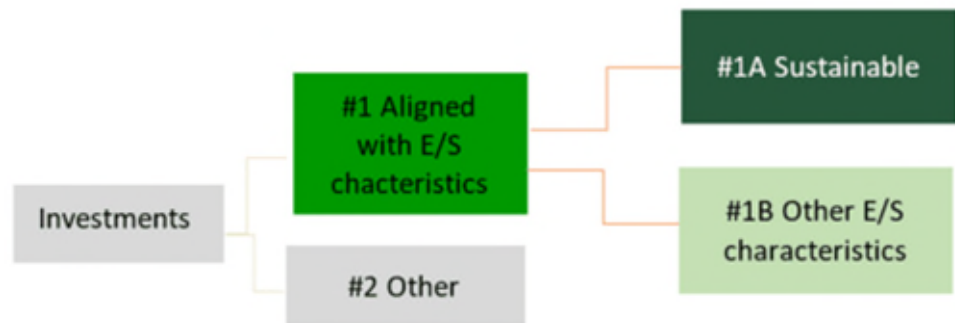 Investments
#1 Aligned
with E/S
chacteristics
#2 Other
#1A Sustainable
#1B Other E/S
characteristics